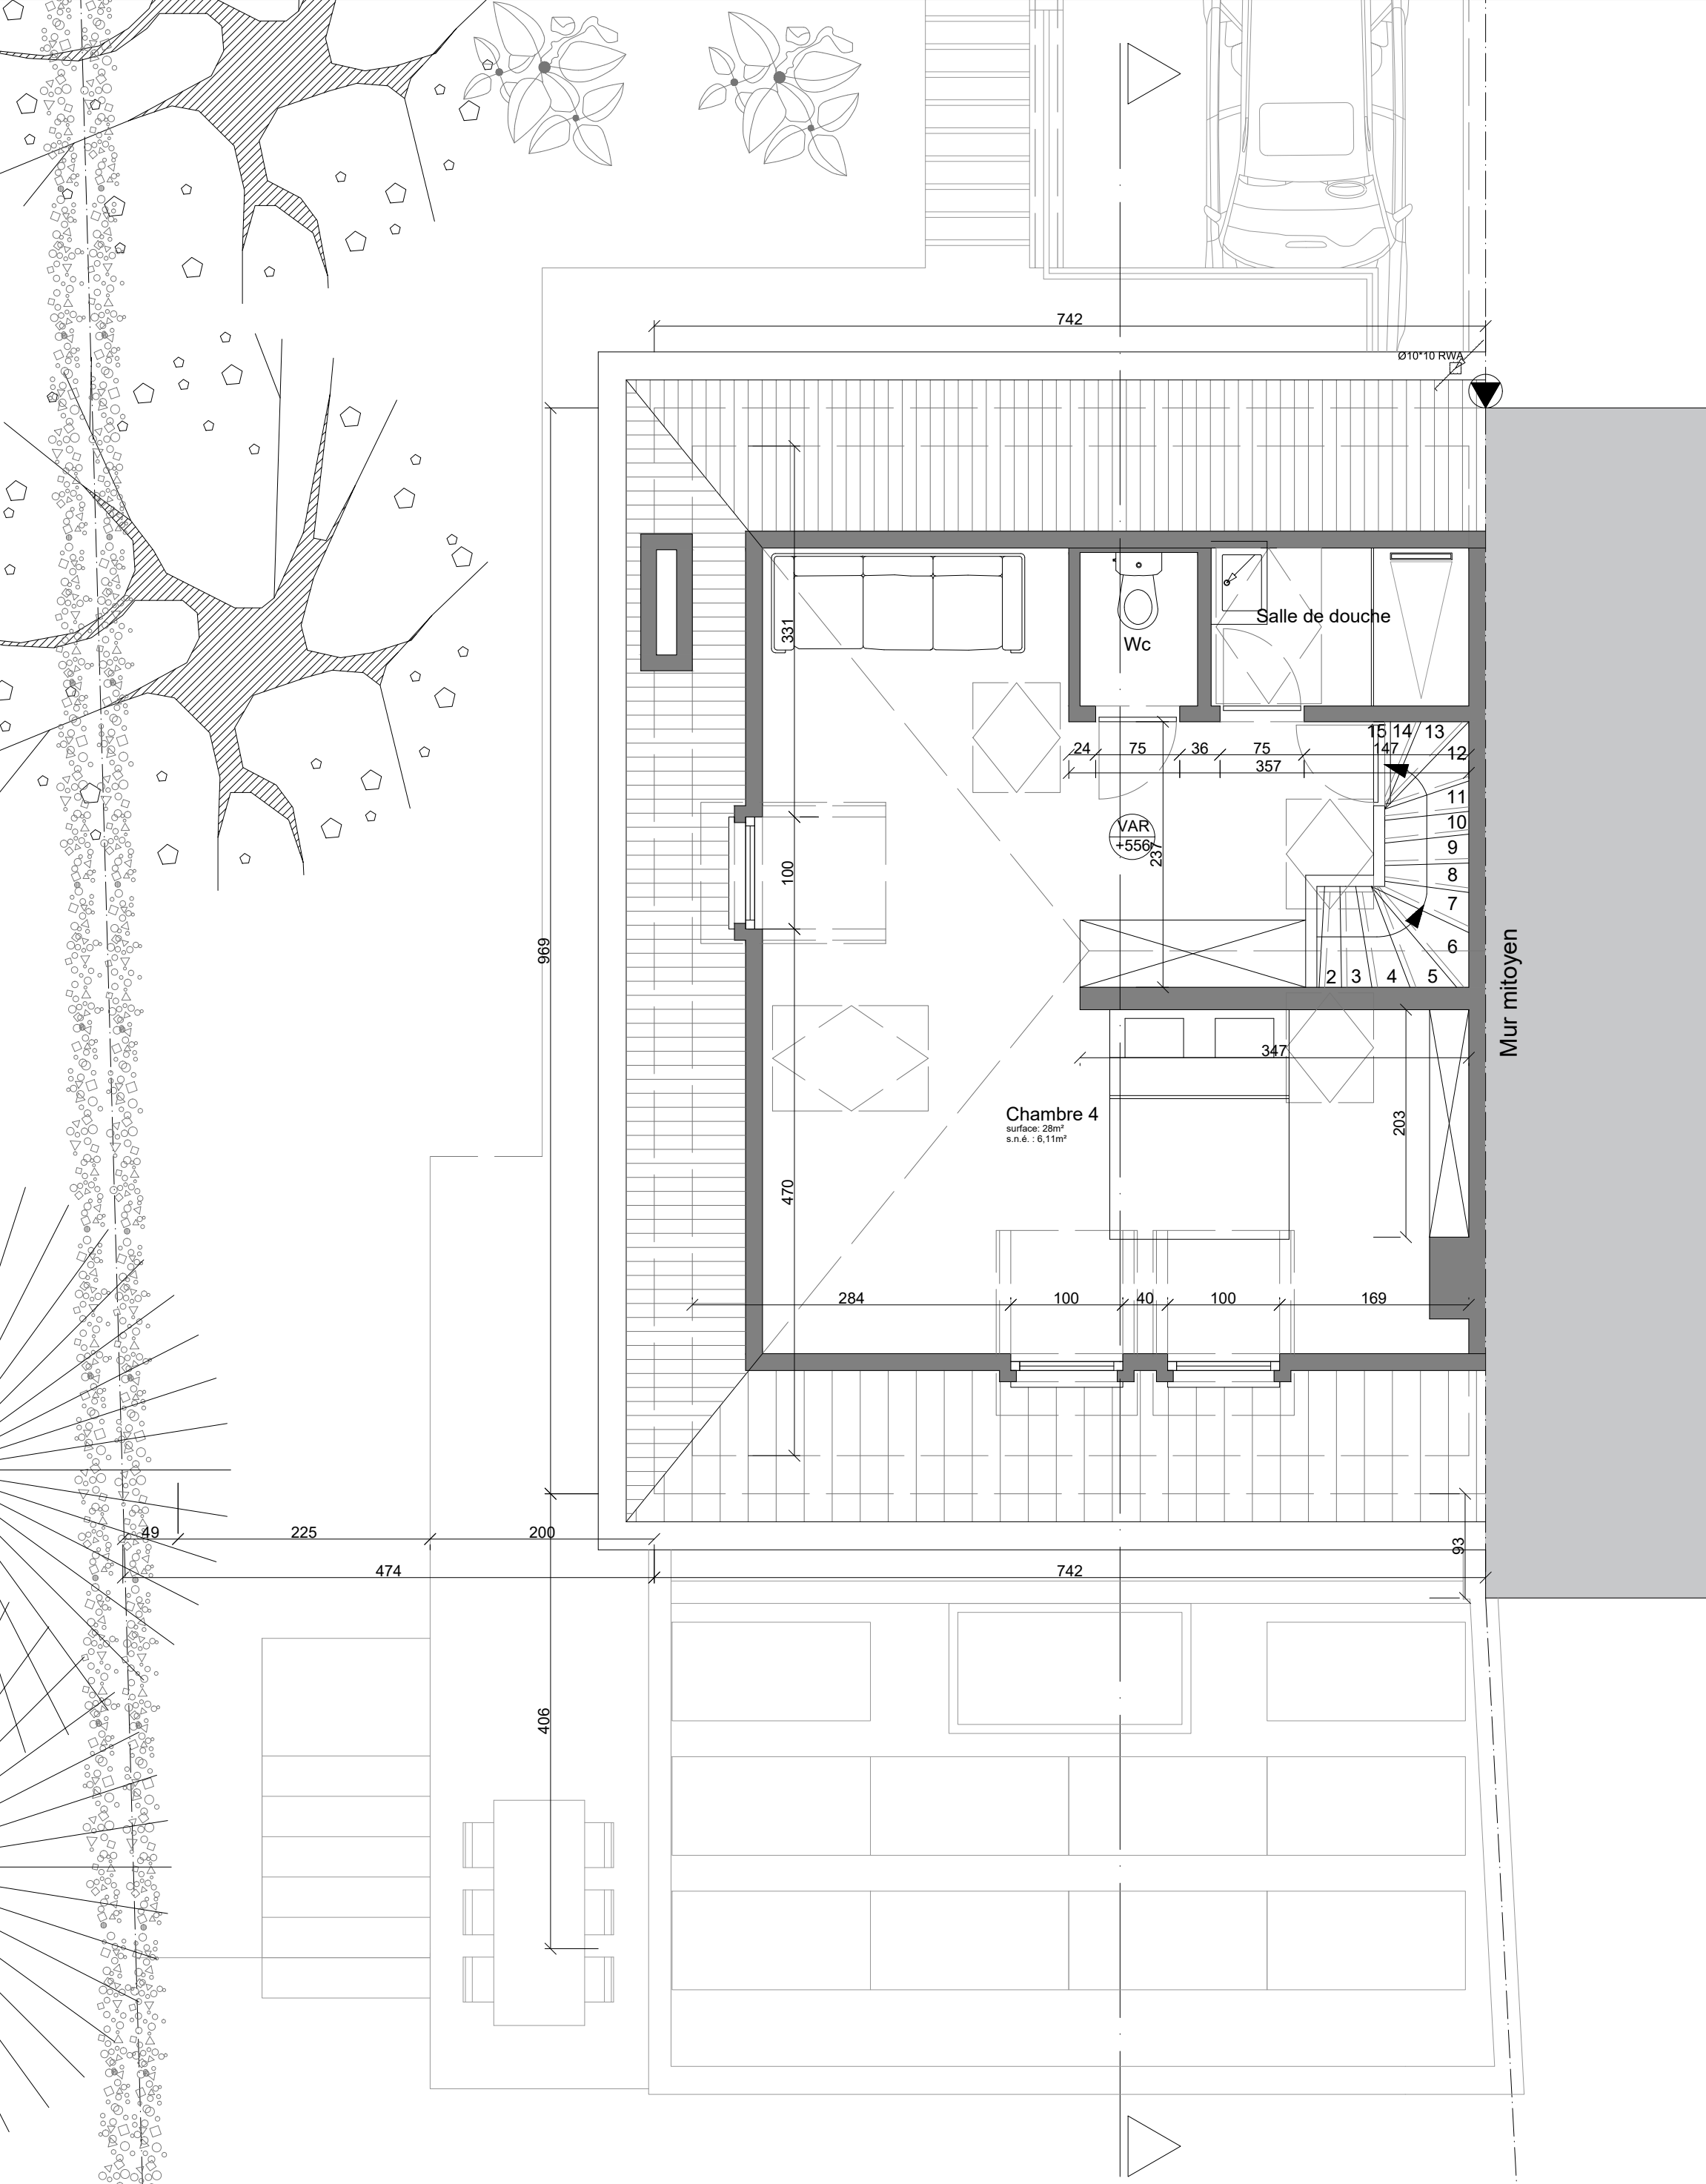 742
Ø10*10 RWA
331
Salle de douche
Wc
15 14 13
24 75 36 75 147
12
357
11
VAR
+556
10
237
9
100
8
7
969
6
2 3 4 5
Mur mitoyen
347
Chambre 4
surface: 28m²
s.n.é. : 6,11m²
203
470
284 100 40 100 169
49 225 200
93
474 742
406